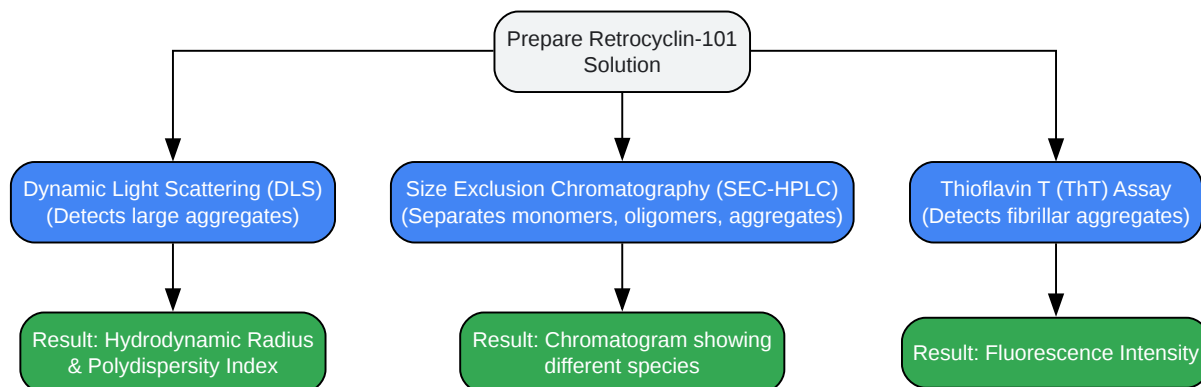 Prepare Retrocyclin-101
Solution
Dynamic Light Scattering (DLS)
(Detects large aggregates)
Size Exclusion Chromatography (SEC-HPLC)
(Separates monomers, oligomers, aggregates)
Thioflavin T (ThT) Assay
(Detects fibrillar aggregates)
Result: Hydrodynamic Radius
& Polydispersity Index
Result: Chromatogram showing
different species
Result: Fluorescence Intensity